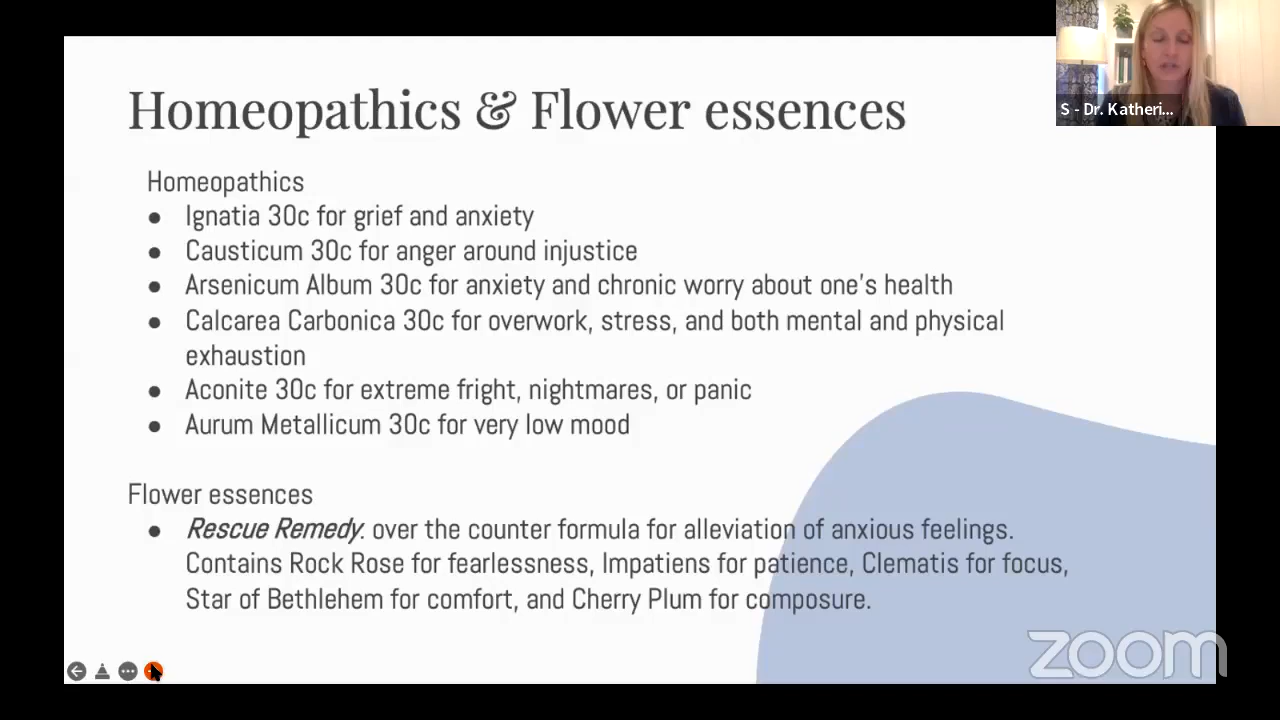 S - Dr. Katheri...
Homeopathics & Flower essences
Homeopathics
● Ignatia 30c for grief and anxiety
● Causticum 30c for anger around injustice
● Arsenicum Album 30c for anxiety and chronic worry about one's health
● Calcarea Carbonica 30c for overwork, stress, and both mental and physical
exhaustion
● Aconite 30c for extreme fright, nightmares, or panic
● Aurum Metallicum 30c for very low mood
Flower essences
● Rescue Remedy: over the counter formula for alleviation of anxious feelings.
Contains Rock Rose for fearlessness, Impatiens for patience, Clematis for focus,
Star of Bethlehem for comfort, and Cherry Plum for composure.
zoom